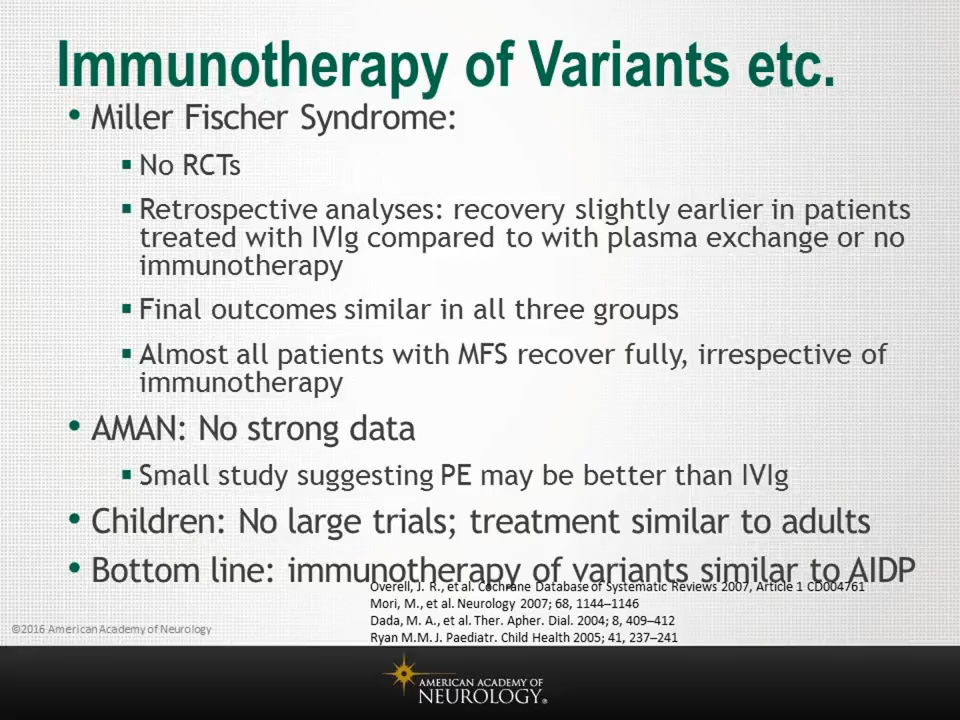 Immunotherapy of Variants etc.
• Miller Fischer Syndrome:
▪ No RCTs
▪ Retrospective analyses: recovery slightly earlier in patients
treated with IVIg compared to with plasma exchange or no
immunotherapy
▪ Final outcomes similar in all three groups
▪ Almost all patients with MFS recover fully, irrespective of
immunotherapy
• AMAN: No strong data
▪ Small study suggesting PE may be better than IVIg
• Children: No large trials; treatment similar to adults
• Bottom line: immunotherapy of variants similar to AIDP
Overell, J. R., et al. Cochrane Database of Systematic Reviews 2007, Article 1 CD004761
Mori, M., et al. Neurology 2007; 68, 1144–1146
Dada, M. A., et al. Ther. Apher. Dial. 2004; 8, 409–412
Ryan M.M. J. Paediatr. Child Health 2005; 41, 237–241
©2016 American Academy of Neurology
AMERICAN ACADEMY OF
NEUROLOGY®